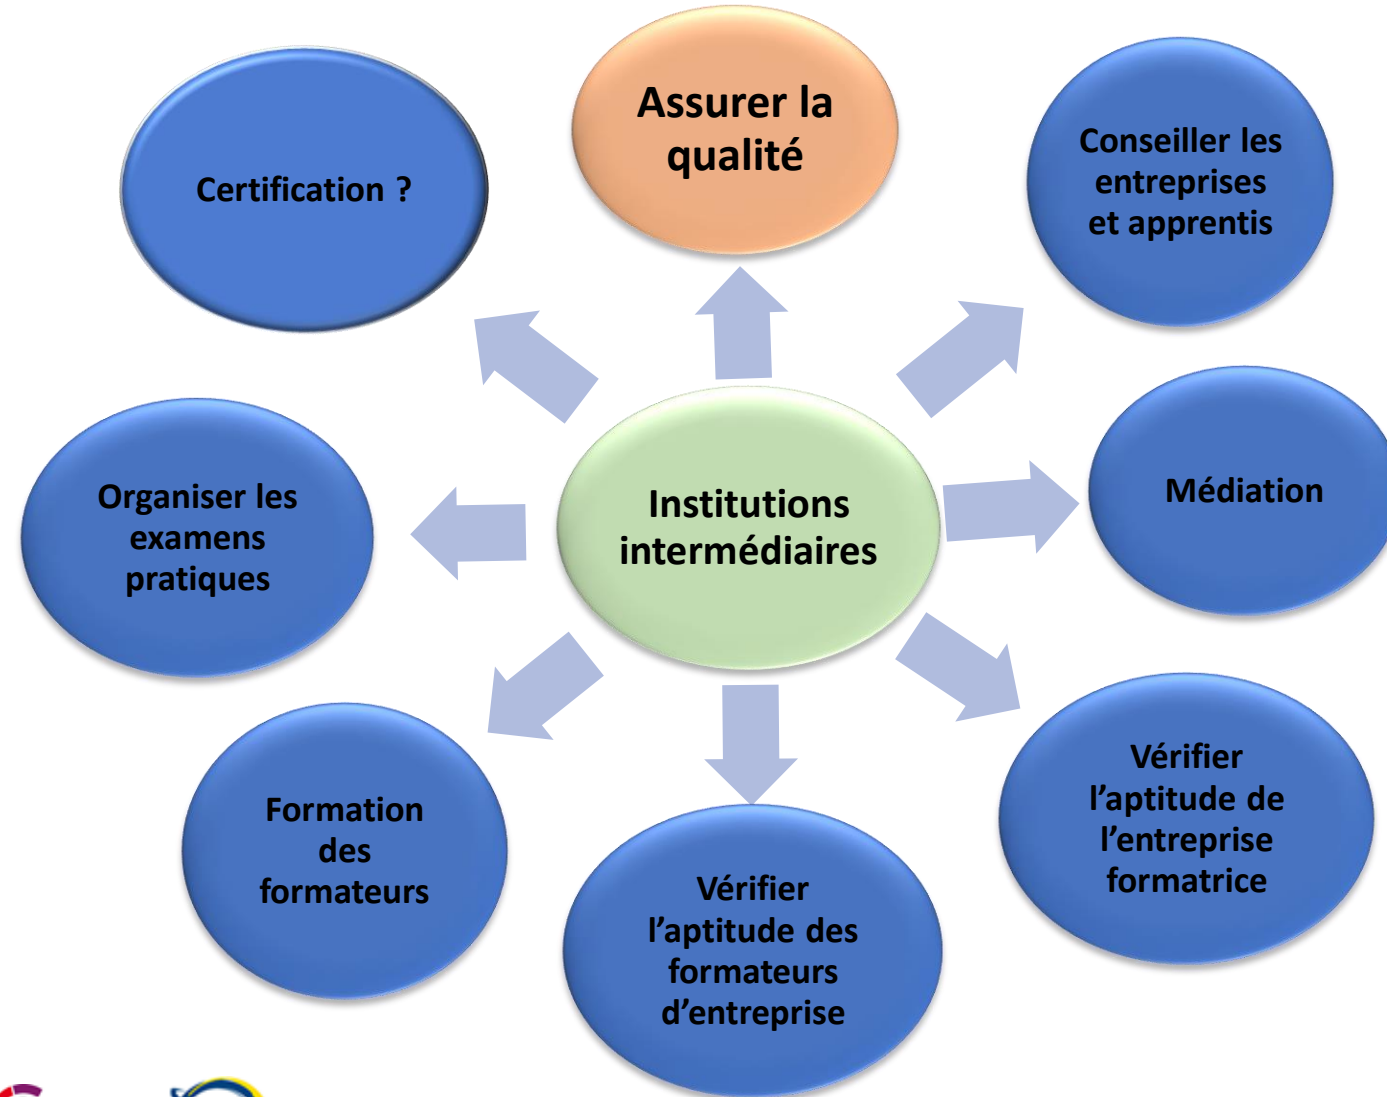 Assurer la
qualité
Conseiller les
entreprises
et apprentis
Certification ?
Médiation
Institutions
intermédiaires
Organiser les
examens
pratiques
Vérifier
l’aptitude de
l’entreprise
formatrice
Formation
des
formateurs
Vérifier
l’aptitude des
formateurs
d’entreprise